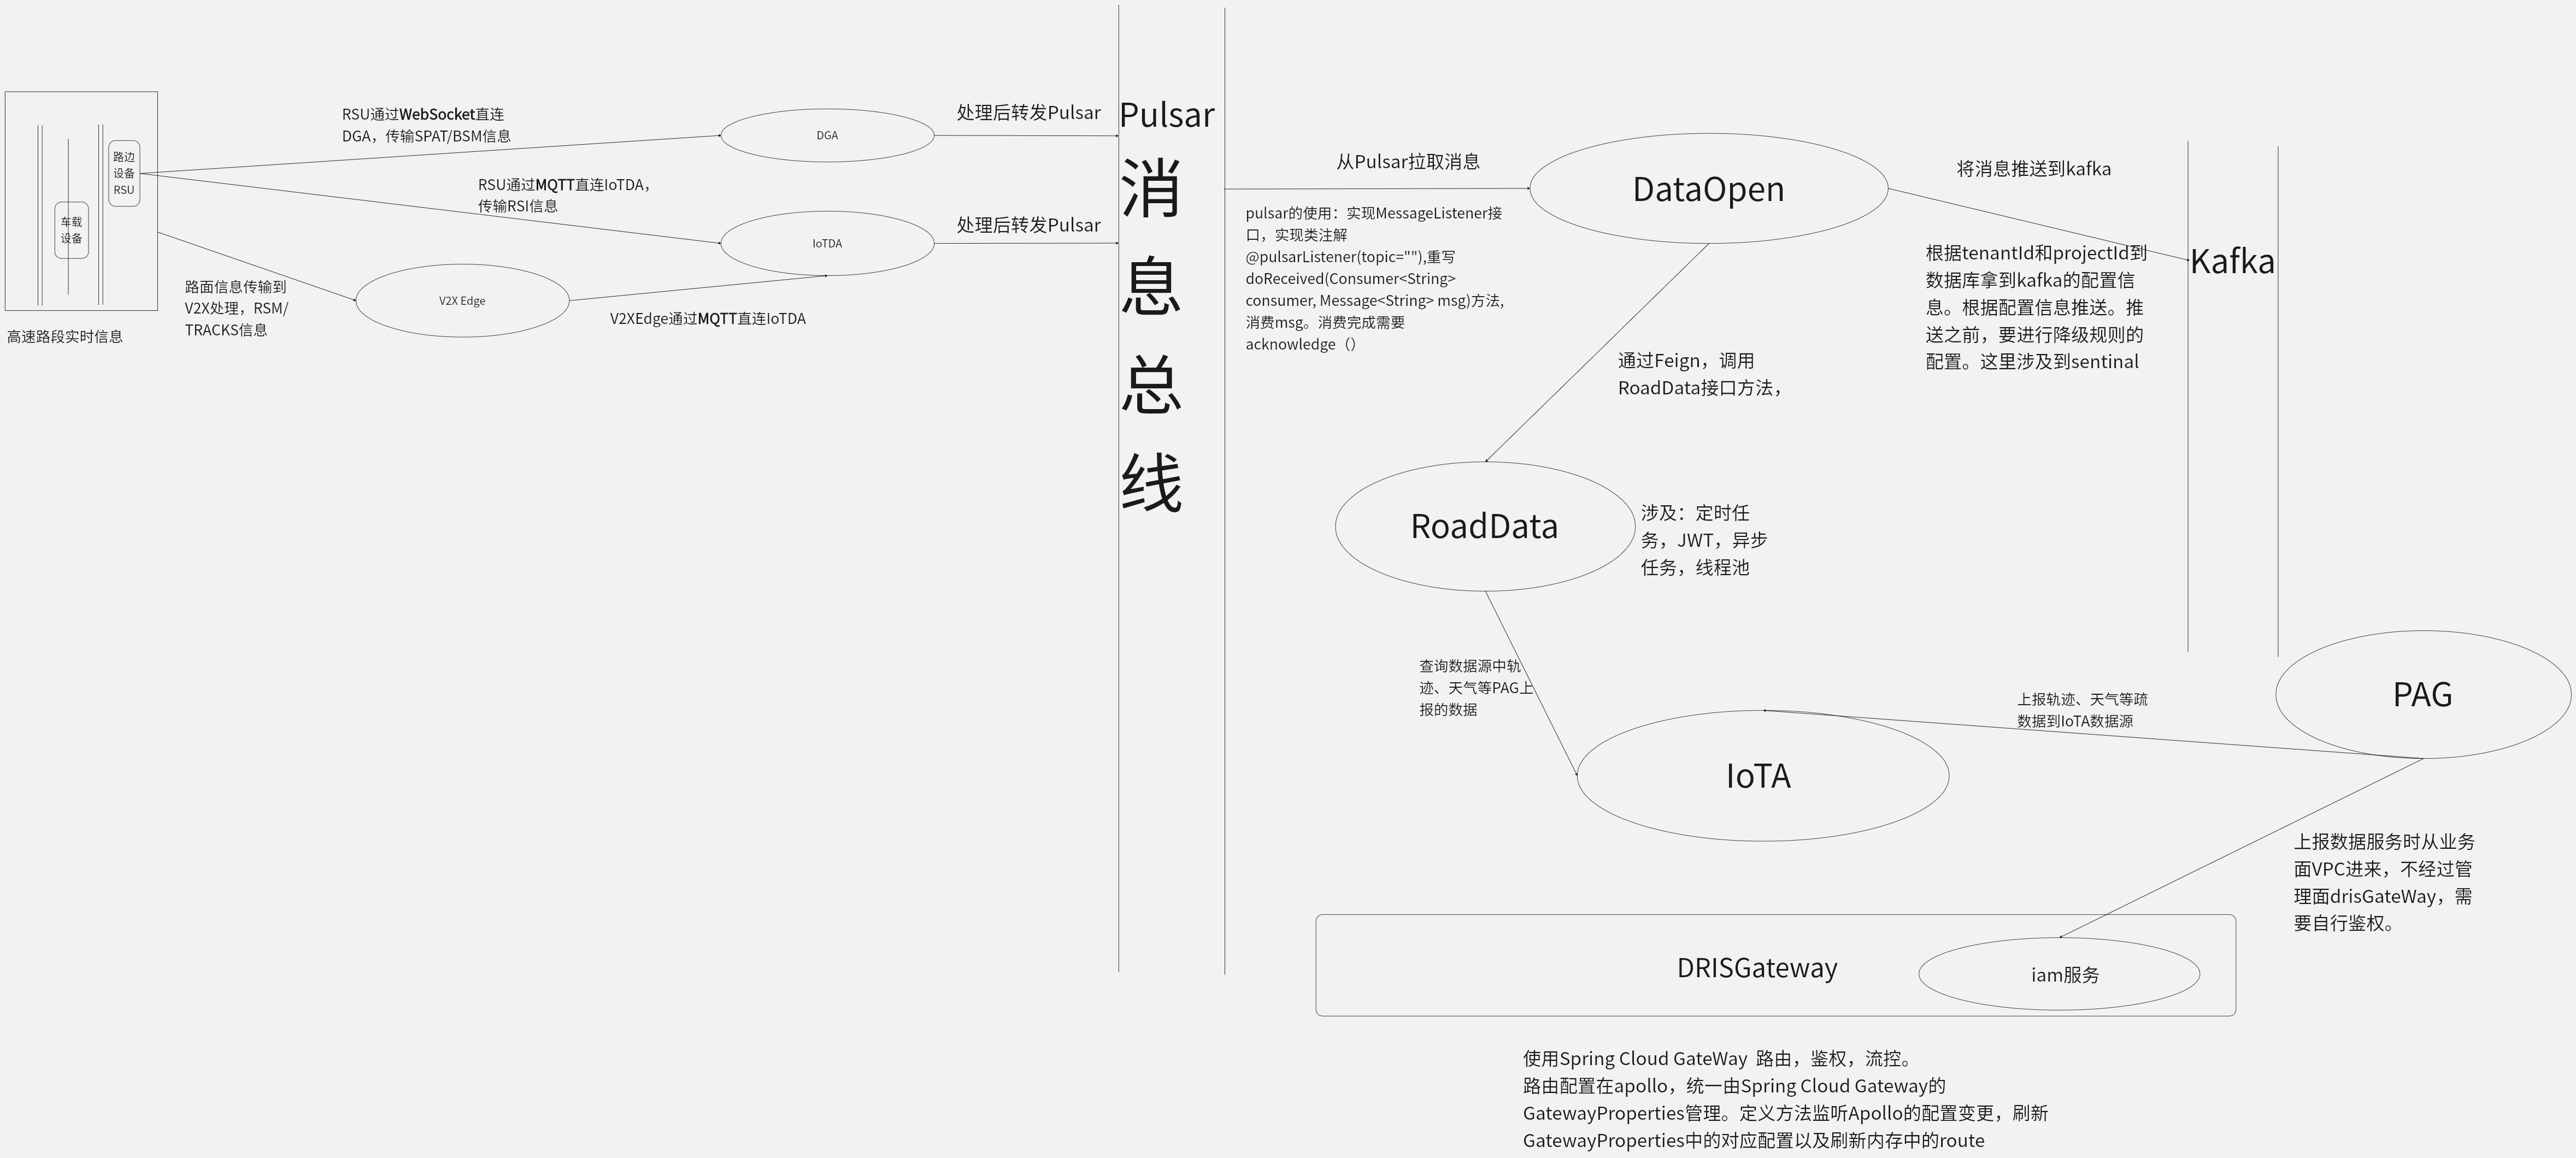 路边
设备
RSU
车载
设备
高速路段实时信息
RSU通过WebSocket直连
DGA，传输SPAT/BSM信息
RSU通过MQTT直连IoTDA，
传输RSI信息
路面信息传输到
V2X处理，RSM/
TRACKS信息
V2X Edge
V2XEdge通过MQTT直连IoTDA
DGA
IoTDA
处理后转发Pulsar
处理后转发Pulsar
Pulsar
消
息
总
线
从Pulsar拉取消息
pulsar的使用：实现MessageListener接
口，实现类注解
@pulsarListener(topic=""),重写
doReceived(Consumer<String>
consumer, Message<String> msg)方法,
消费msg。消费完成需要
acknowledge（）
DataOpen
将消息推送到kafka
根据tenantId和projectId到
数据库拿到kafka的配置信
息。根据配置信息推送。推
送之前，要进行降级规则的
配置。这里涉及到sentinal
Kafka
通过Feign，调用
RoadData接口方法，
RoadData
涉及：定时任
务，JWT，异步
任务，线程池
查询数据源中轨
迹、天气等PAG上
报的数据
IoTA
上报轨迹、天气等疏
数据到IoTA数据源
PAG
上报数据服务时从业务
面VPC进来，不经过管
理面drisGateWay，需
要自行鉴权。
DRISGateway
iam服务
使用Spring Cloud GateWay 路由，鉴权，流控。
路由配置在apollo，统一由Spring Cloud Gateway的
GatewayProperties管理。定义方法监听Apollo的配置变更，刷新
GatewayProperties中的对应配置以及刷新内存中的route